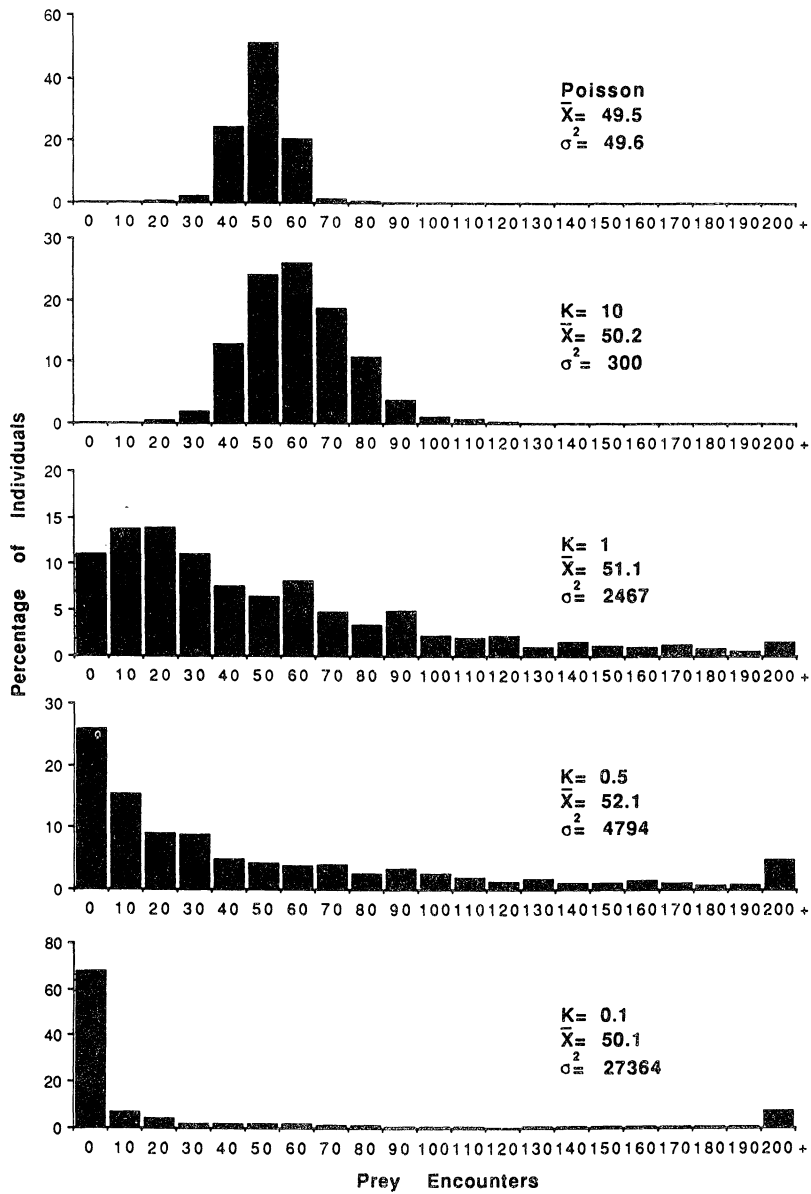 60
40
20
0
Poisson
X̄= 49.5
σ²= 49.6
0 10 20 30 40 50 60 70 80 90 100 110 120 130 140 150 160 170 180 190 200 +
30
20
10
0
K= 10
X̄= 50.2
σ²= 300
0 10 20 30 40 50 60 70 80 90 100 110 120 130 140 150 160 170 180 190 200 +
Percentage of Individuals
20
15
10
5
0
K= 1
X̄= 51.1
σ²= 2467
0 10 20 30 40 50 60 70 80 90 100 110 120 130 140 150 160 170 180 190 200 +
30
20
10
0
K= 0.5
X̄= 52.1
σ²= 4794
0 10 20 30 40 50 60 70 80 90 100 110 120 130 140 150 160 170 180 190 200 +
80
60
40
20
0
K= 0.1
X̄= 50.1
σ²= 27364
0 10 20 30 40 50 60 70 80 90 100 110 120 130 140 150 160 170 180 190 200 +
Prey Encounters